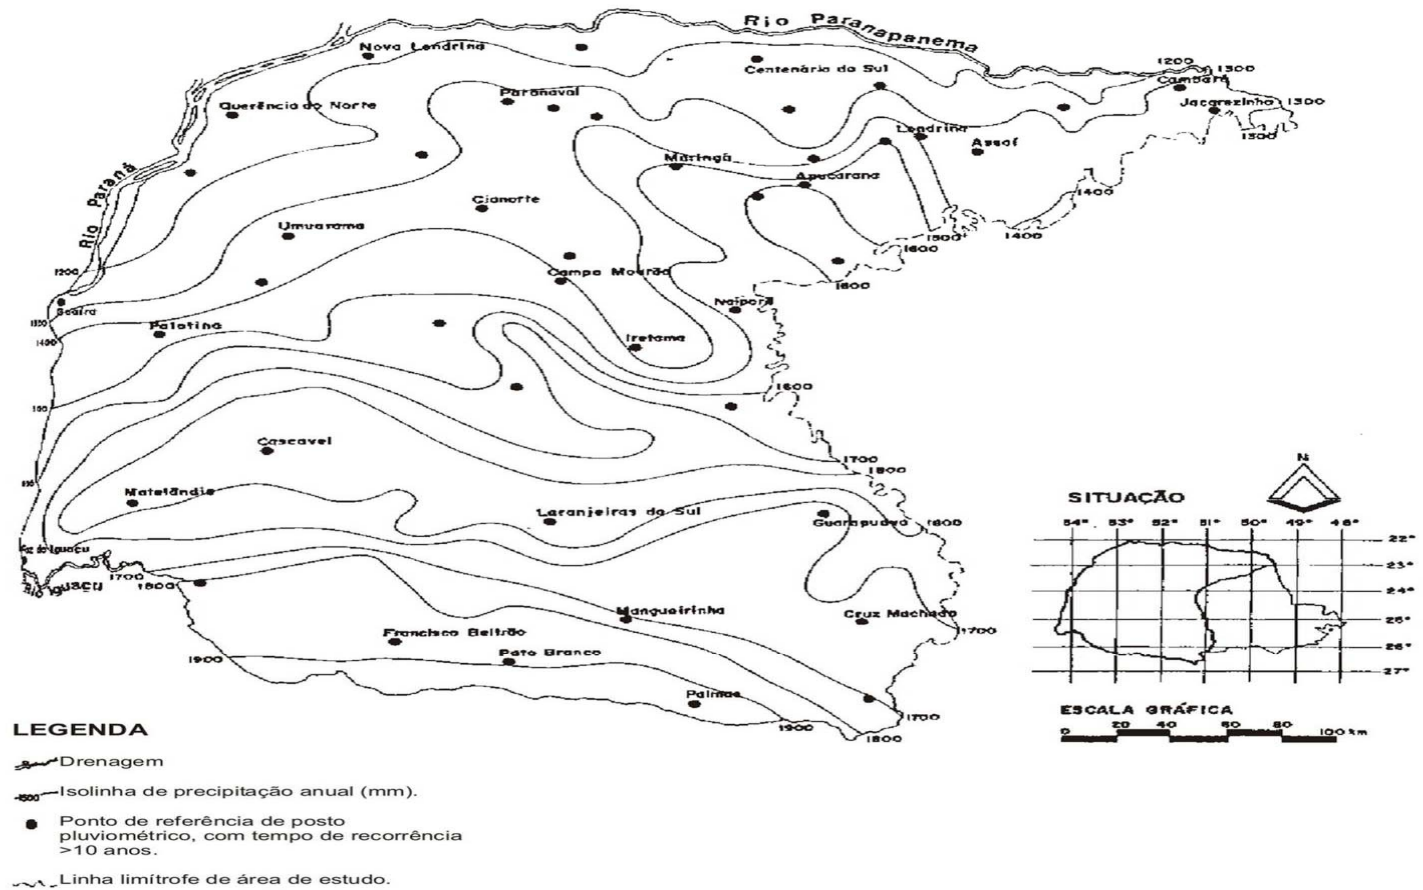 Rio Paranapanema
Nova Londrina
Centenário do Sul
1200
1300
Cambará
Querência do Norte
Paranavaí
Jacarezinho
1300
1300
Londrina
Assaí
Maringá
Rio Paraná
Apucarana
1400
Cianorte
Umuarama
1500
1400
1600
1200
Campo Mourão
1600
Guaíra
Palotina
1400
Iretama
1600
Cascavel
1700
1800
Matelândia
Laranjeiras do Sul
Guarapuava
1600
Foz do Iguaçu
1700
1800
Mangueirinha
Cruz Machado
1700
Francisco Beltrão
Pato Branco
1900
Palmas
1700
1900
1800
N
SITUAÇÃO
54° 53° 52° 51° 50° 49° 48°
22°
23°
24°
25°
26°
27°
ESCALA GRÁFICA
0 20 40 60 80 100 km
LEGENDA
Drenagem
1500
Isolinha de precipitação anual (mm).
Ponto de referência de posto
pluviométrico, com tempo de recorrência
>10 anos.
Linha limítrofe de área de estudo.